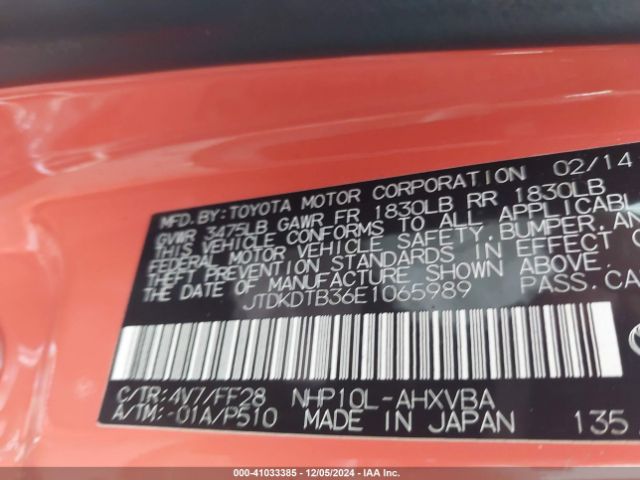 MFD. BY: TOYOTA MOTOR CORPORATION 02/14
GVWR 3475LB GAWR FR 1830LB RR 1830LB
THIS VEHICLE CONFORMS TO ALL APPLICABL
FEDERAL MOTOR VEHICLE SAFETY, BUMPER, AN
THEFT PREVENTION STANDARDS IN EFFECT O
THE DATE OF MANUFACTURE SHOWN ABOVE.
JTDKDTB36E1065989 PASS. CA
C/TR: 4V7/FF28 NHP10L-AHXVBA
A/TM: -01A/P510 MADE IN JAPAN 135
000-41033385 - 12/05/2024 - IAA Inc.